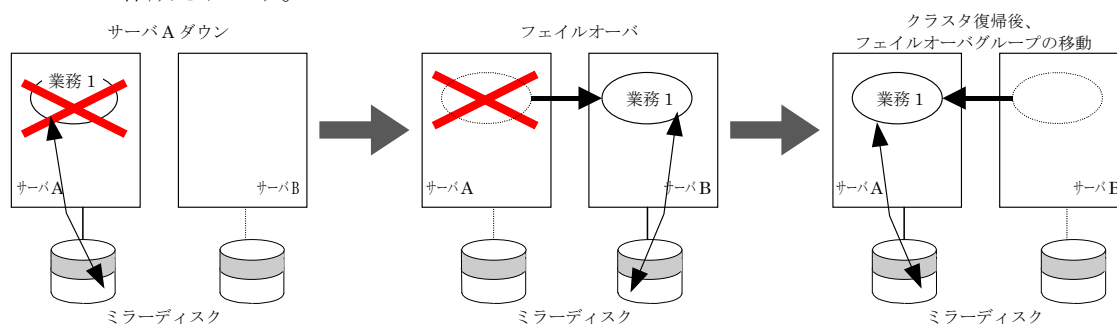 サーバ A ダウン
業務 1
サーバA
サーバB
ミラーディスク
フェイルオーバ
業務 1
サーバA
サーバ B
ミラーディスク
クラスタ復帰後、
フェイルオーバグループの移動
業務 1
サーバA
サーバ B
ミラーディスク